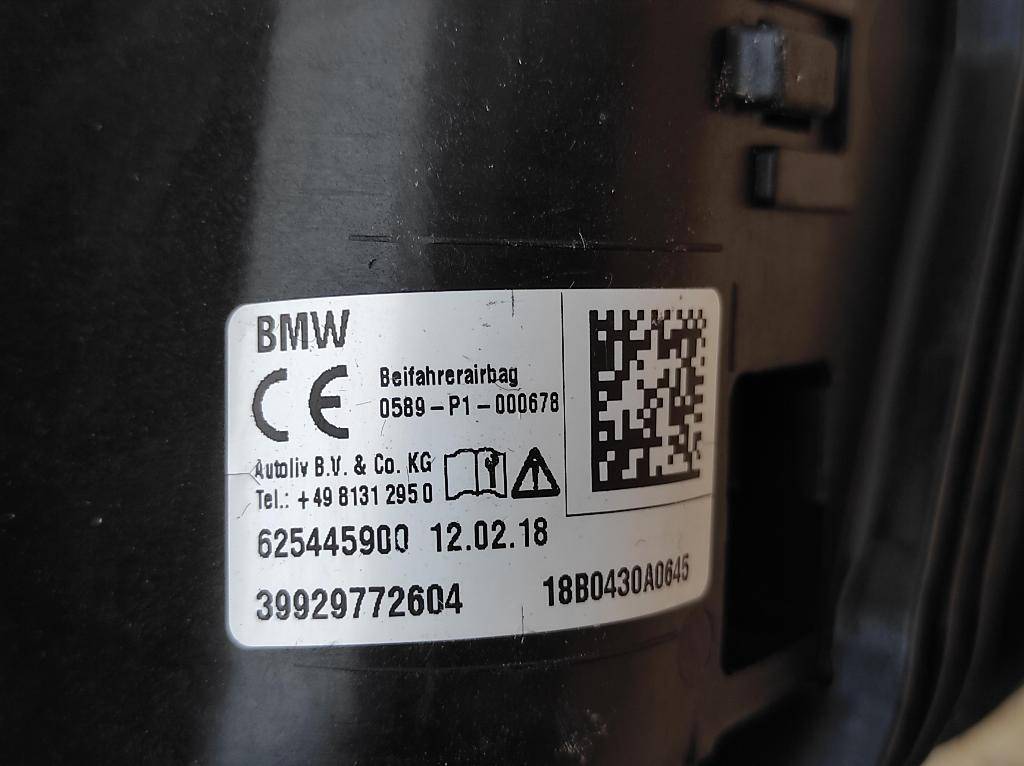 BMW
CE
Beifahrerairbag
0589-P1-000678
Autoliv B.V. & Co. KG
Tel.: +49 8131 295 0
625445900 12.02.18
39929772604 18B0430A0645